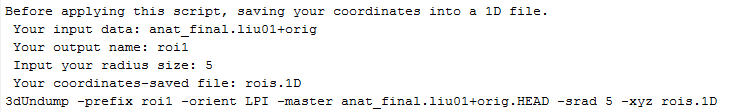 Before applying this script, saving your coordinates into a 1D file.
Your input data: anat_final.liu01+orig
Your output name: roi1
Input your radius size: 5
Your coordinates-saved file: rois.1D
3dUndump -prefix roi1 -orient LPI -master anat_final.liu01+orig.HEAD -srad 5 -xyz rois.1D